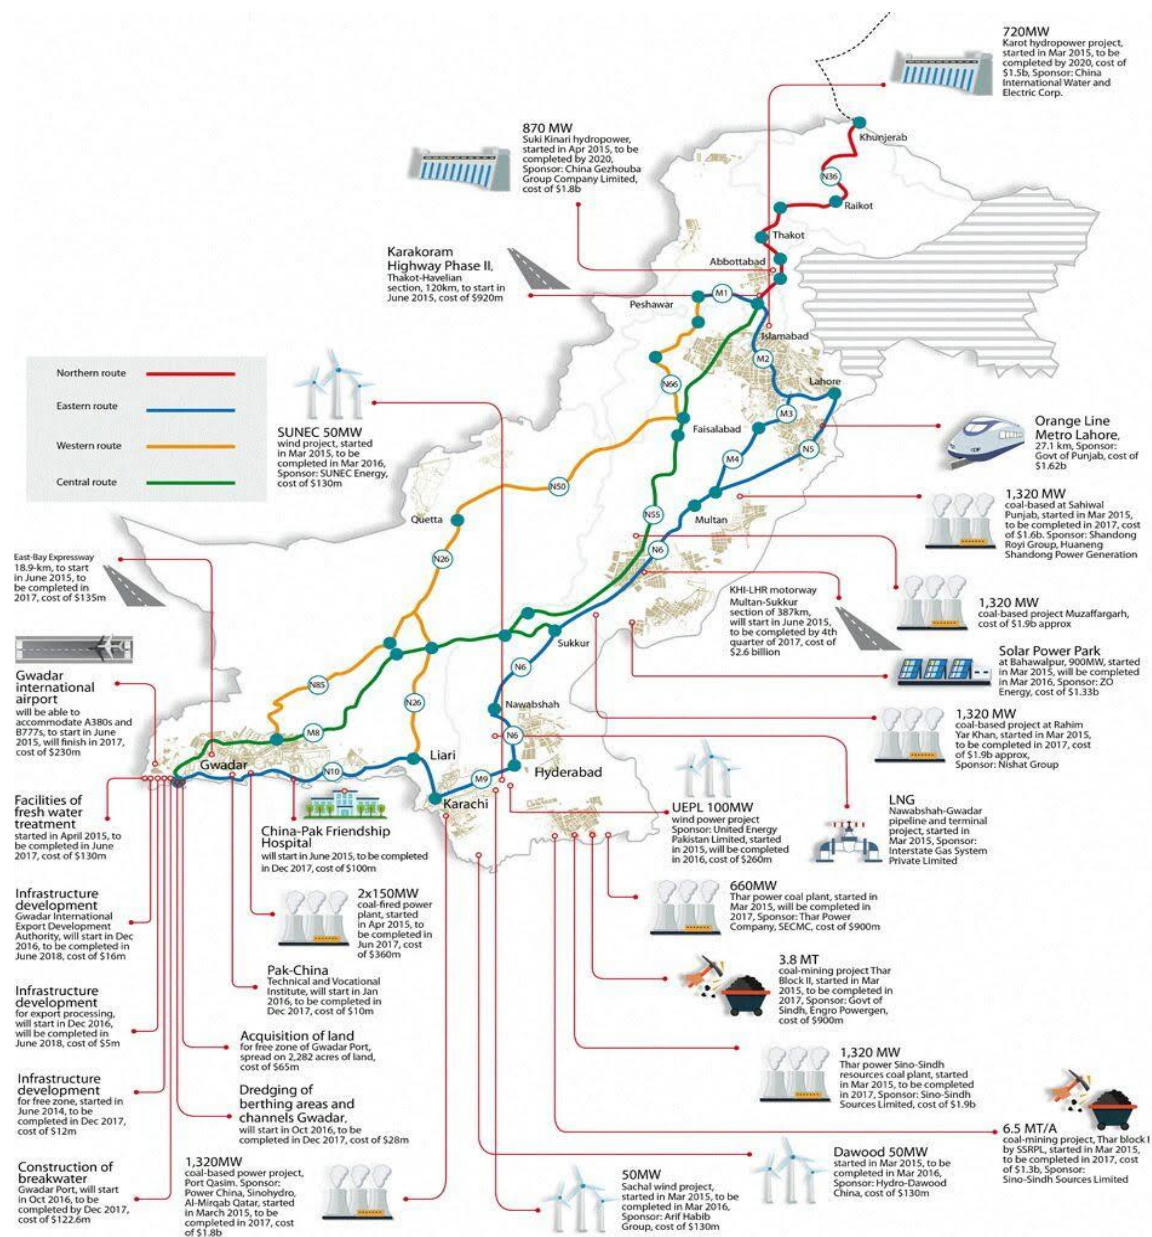 720MW
Karot hydropower project,
started in Mar 2015, to be
completed by 2020, cost of
$1.5b, Sponsor: China
International Water and
Electric Corp.
870 MW
Suki Kinari hydropower,
started in Apr 2015, to be
completed by 2020,
Sponsor: China Gezhouba
Group Company Limited,
cost of $1.8b
Karakoram
Highway Phase II,
Thakot-Havelian
section, 120km, to start in
June 2015, cost of $920m
Khunjerab
N36
Raikot
Thakot
Abbottabad
Peshawar
M1
Islamabad
M2
Lahore
N66
M3
Faisalabad
N5
M4
N50
Multan
N55
Quetta
N26
N6
Sukkur
N6
N85
N26
Nawabshah
M8
N6
Liari
Gwadar
N10
Hyderabad
M9
Karachi
Northern route
Eastern route
Western route
Central route
SUNEC 50MW
wind project, started
in Mar 2015, to be
completed in Mar 2016,
Sponsor: SUNEC Energy,
cost of $130m
Orange Line
Metro Lahore,
27.1 km, Sponsor:
Govt of Punjab, cost of
$1.62b
1,320 MW
coal-based at Sahiwal
Punjab, started in Mar 2015,
to be completed in 2017, cost
of $1.6b. Sponsor: Shandong
Royi Group, Huaneng
Shandong Power Generation
1,320 MW
coal-based project Muzaffargarh,
cost of $1.9b approx
KHI-LHR motorway
Multan-Sukkur
section of 387km,
will start in June 2015,
to be completed by 4th
quarter of 2017, cost of
$2.6 billion
Solar Power Park
at Bahawalpur, 900MW, started
in Mar 2015, will be completed
in Mar 2016, Sponsor: ZO
Energy, cost of $1.33b
1,320 MW
coal-based project at Rahim
Yar Khan, started in Mar 2015,
to be completed in 2017, cost
of $1.9b approx,
Sponsor: Nishat Group
East-Bay Expressway
18.9-km, to start
in June 2015, to
be completed in
2017, cost of $135m
Gwadar
international
airport
will be able to
accommodate A380s and
B777s, to start in June
2015, will finish in 2017,
cost of $230m
Facilities of
fresh water
treatment
started in April 2015, to
be completed in June
2017, cost of $130m
China-Pak Friendship
Hospital
will start in June 2015, to be completed
in Dec 2017, cost of $100m
UEPL 100MW
wind power project
Sponsor: United Energy
Pakistan Limited, started
in 2015, will be completed
in 2016, cost of $260m
LNG
Nawabshah-Gwadar
pipeline and terminal
project, started in
Mar 2015, Sponsor:
Interstate Gas System
Private Limited
Infrastructure
development
Gwadar International
Export Development
Authority, will start in Dec
2016, to be completed in
June 2018, cost of $16m
2x150MW
coal-fired power
plant, started
in Apr 2015, to
be completed in
Jun 2017, cost
of $360m
660MW
Thar power coal plant, started in
Mar 2015, will be completed in
2017, Sponsor: Thar Power
Company, SECMC, cost of $900m
Pak-China
Technical and Vocational
Institute, will start in Jan
2016, to be completed in
Dec 2017, cost of $10m
3.8 MT
coal-mining project Thar
Block II, started in Mar
2015, to be completed in
2017, Sponsor: Govt of
Sindh, Engro Powergen,
cost of $900m
Infrastructure
development
for export processing,
will start in Dec 2016,
will be completed in
June 2018, cost of $5m
Acquisition of land
for free zone of Gwadar Port,
spread on 2,282 acres of land,
cost of $65m
1,320 MW
Thar power Sino-Sindh
resources coal plant, started
in Mar 2015, to be completed
in 2017, Sponsor: Sino-Sindh
Sources Limited, cost of $1.9b
Infrastructure
development
for free zone, started in
June 2014, to be
completed in Dec 2017,
cost of $12m
Dredging of
berthing areas and
channels Gwadar,
will start in Oct 2016, to be
completed in Dec 2017, cost of $28m
6.5 MT/A
coal-mining project, Thar block I
by SSRPL, started in Mar 2015,
to be completed in 2017, cost
of $1.3b, Sponsor:
Sino-Sindh Sources Limited
Construction of
breakwater
Gwadar Port, will start
in Oct 2016, to be
completed by Dec 2017,
cost of $122.6m
1,320MW
coal-based power project,
Port Qasim. Sponsor:
Power China, Sinohydro,
Al-Mirqab Qatar, started
in March 2015, to be
completed in 2017, cost
of $1.8b
50MW
Sachal wind project,
started in Mar 2015, to be
completed in Mar 2016,
Sponsor: Arif Habib
Group, cost of $130m
Dawood 50MW
started in Mar 2015, to be
completed in Mar 2016,
Sponsor: Hydro-Dawood
China, cost of $130m